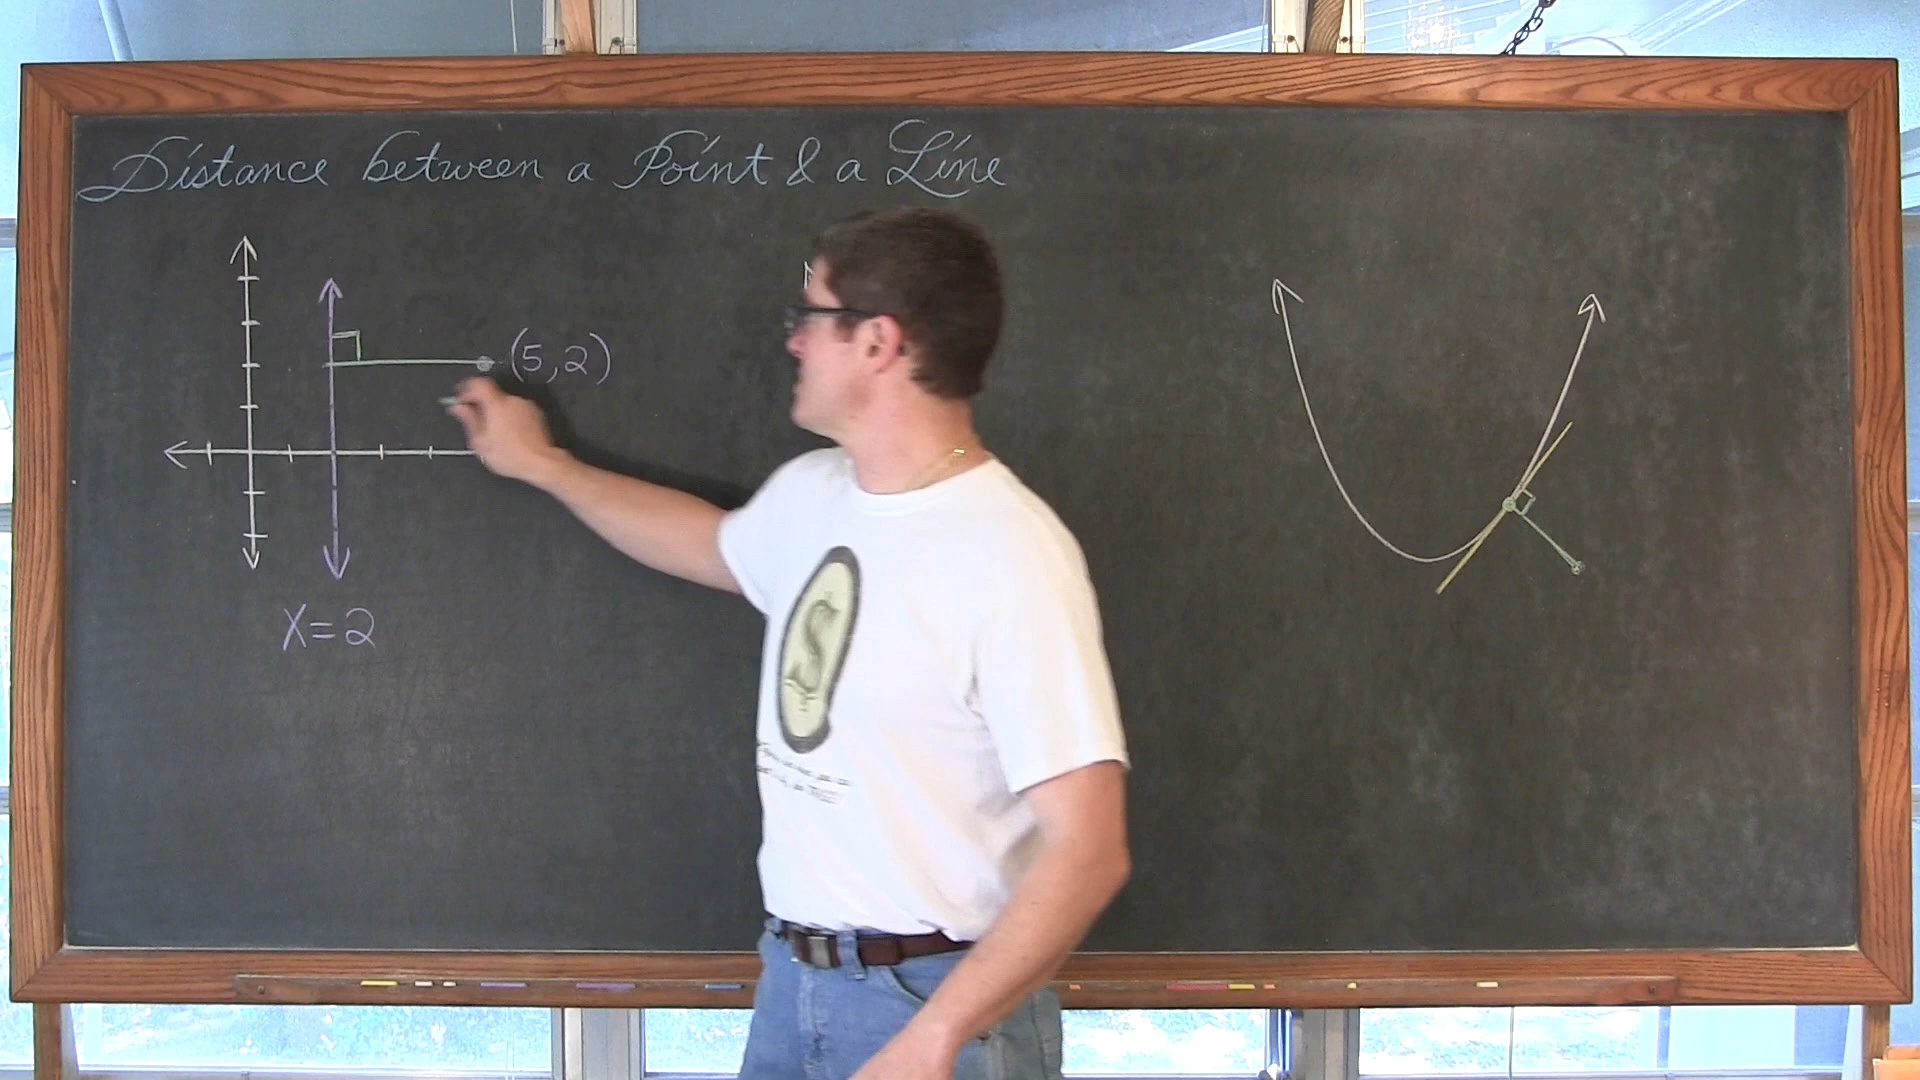 Distance between a Point & a Line
(5,2)
X=2
$